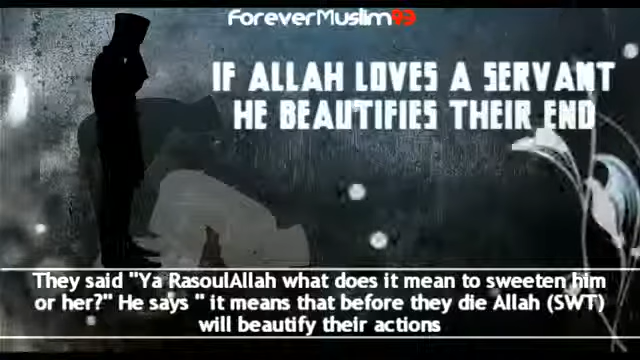 ForeverMuslim93
IF ALLAH LOVES A SERVANT
HE BEAUTIFIES THEIR END
They said "Ya RasoulAllah what does it mean to sweeten him
or her?" He says " it means that before they die Allah (SWT)
will beautify their actions